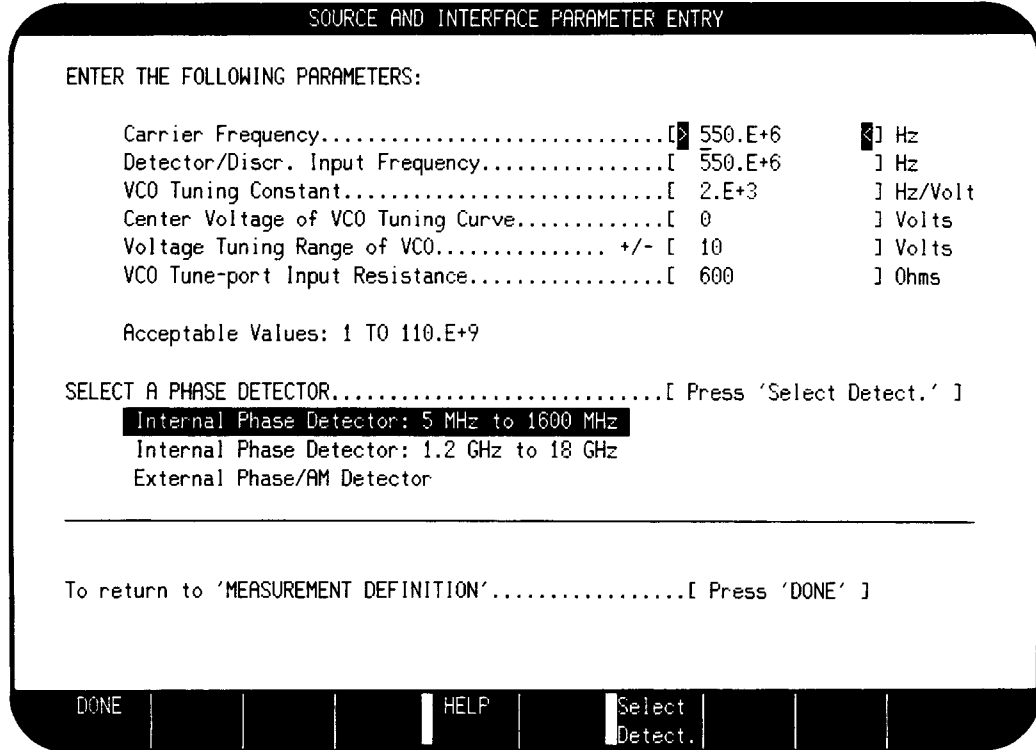 SOURCE AND INTERFACE PARAMETER ENTRY
ENTER THE FOLLOWING PARAMETERS:
Carrier Frequency.............................[> 550.E+6 <] Hz
Detector/Discr. Input Frequency................[ 550.E+6 ] Hz
VCO Tuning Constant............................[ 2.E+3 ] Hz/Volt
Center Voltage of VCO Tuning Curve.............[ 0 ] Volts
Voltage Tuning Range of VCO............... +/- [ 10 ] Volts
VCO Tune-port Input Resistance.................[ 600 ] Ohms
Acceptable Values: 1 TO 110.E+9
SELECT A PHASE DETECTOR.............................[ Press 'Select Detect.' ]
Internal Phase Detector: 5 MHz to 1600 MHz
Internal Phase Detector: 1.2 GHz to 18 GHz
External Phase/AM Detector
To return to 'MEASUREMENT DEFINITION'.................[ Press 'DONE' ]
DONE HELP Select
Detect.